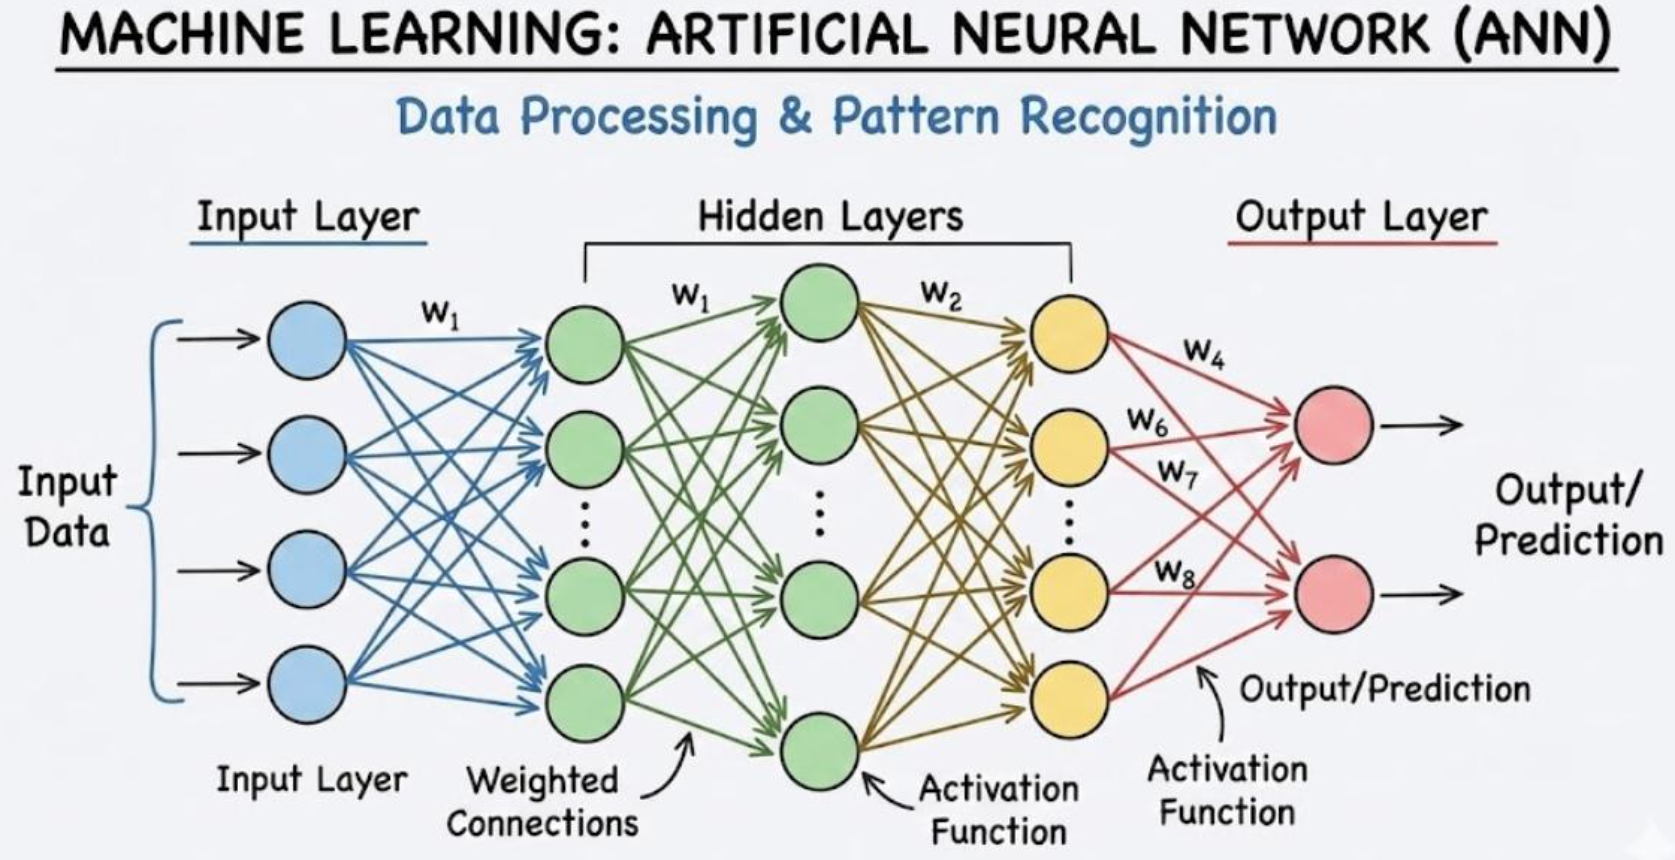 MACHINE LEARNING: ARTIFICIAL NEURAL NETWORK (ANN)
Data Processing & Pattern Recognition
Input Layer
Hidden Layers
Output Layer
W₁
W₁
W₂
W₄
W₆
W₇
W₈
Input
Data
Output/
Prediction
Output/Prediction
Input Layer
Weighted
Connections
Activation
Function
Activation
Function